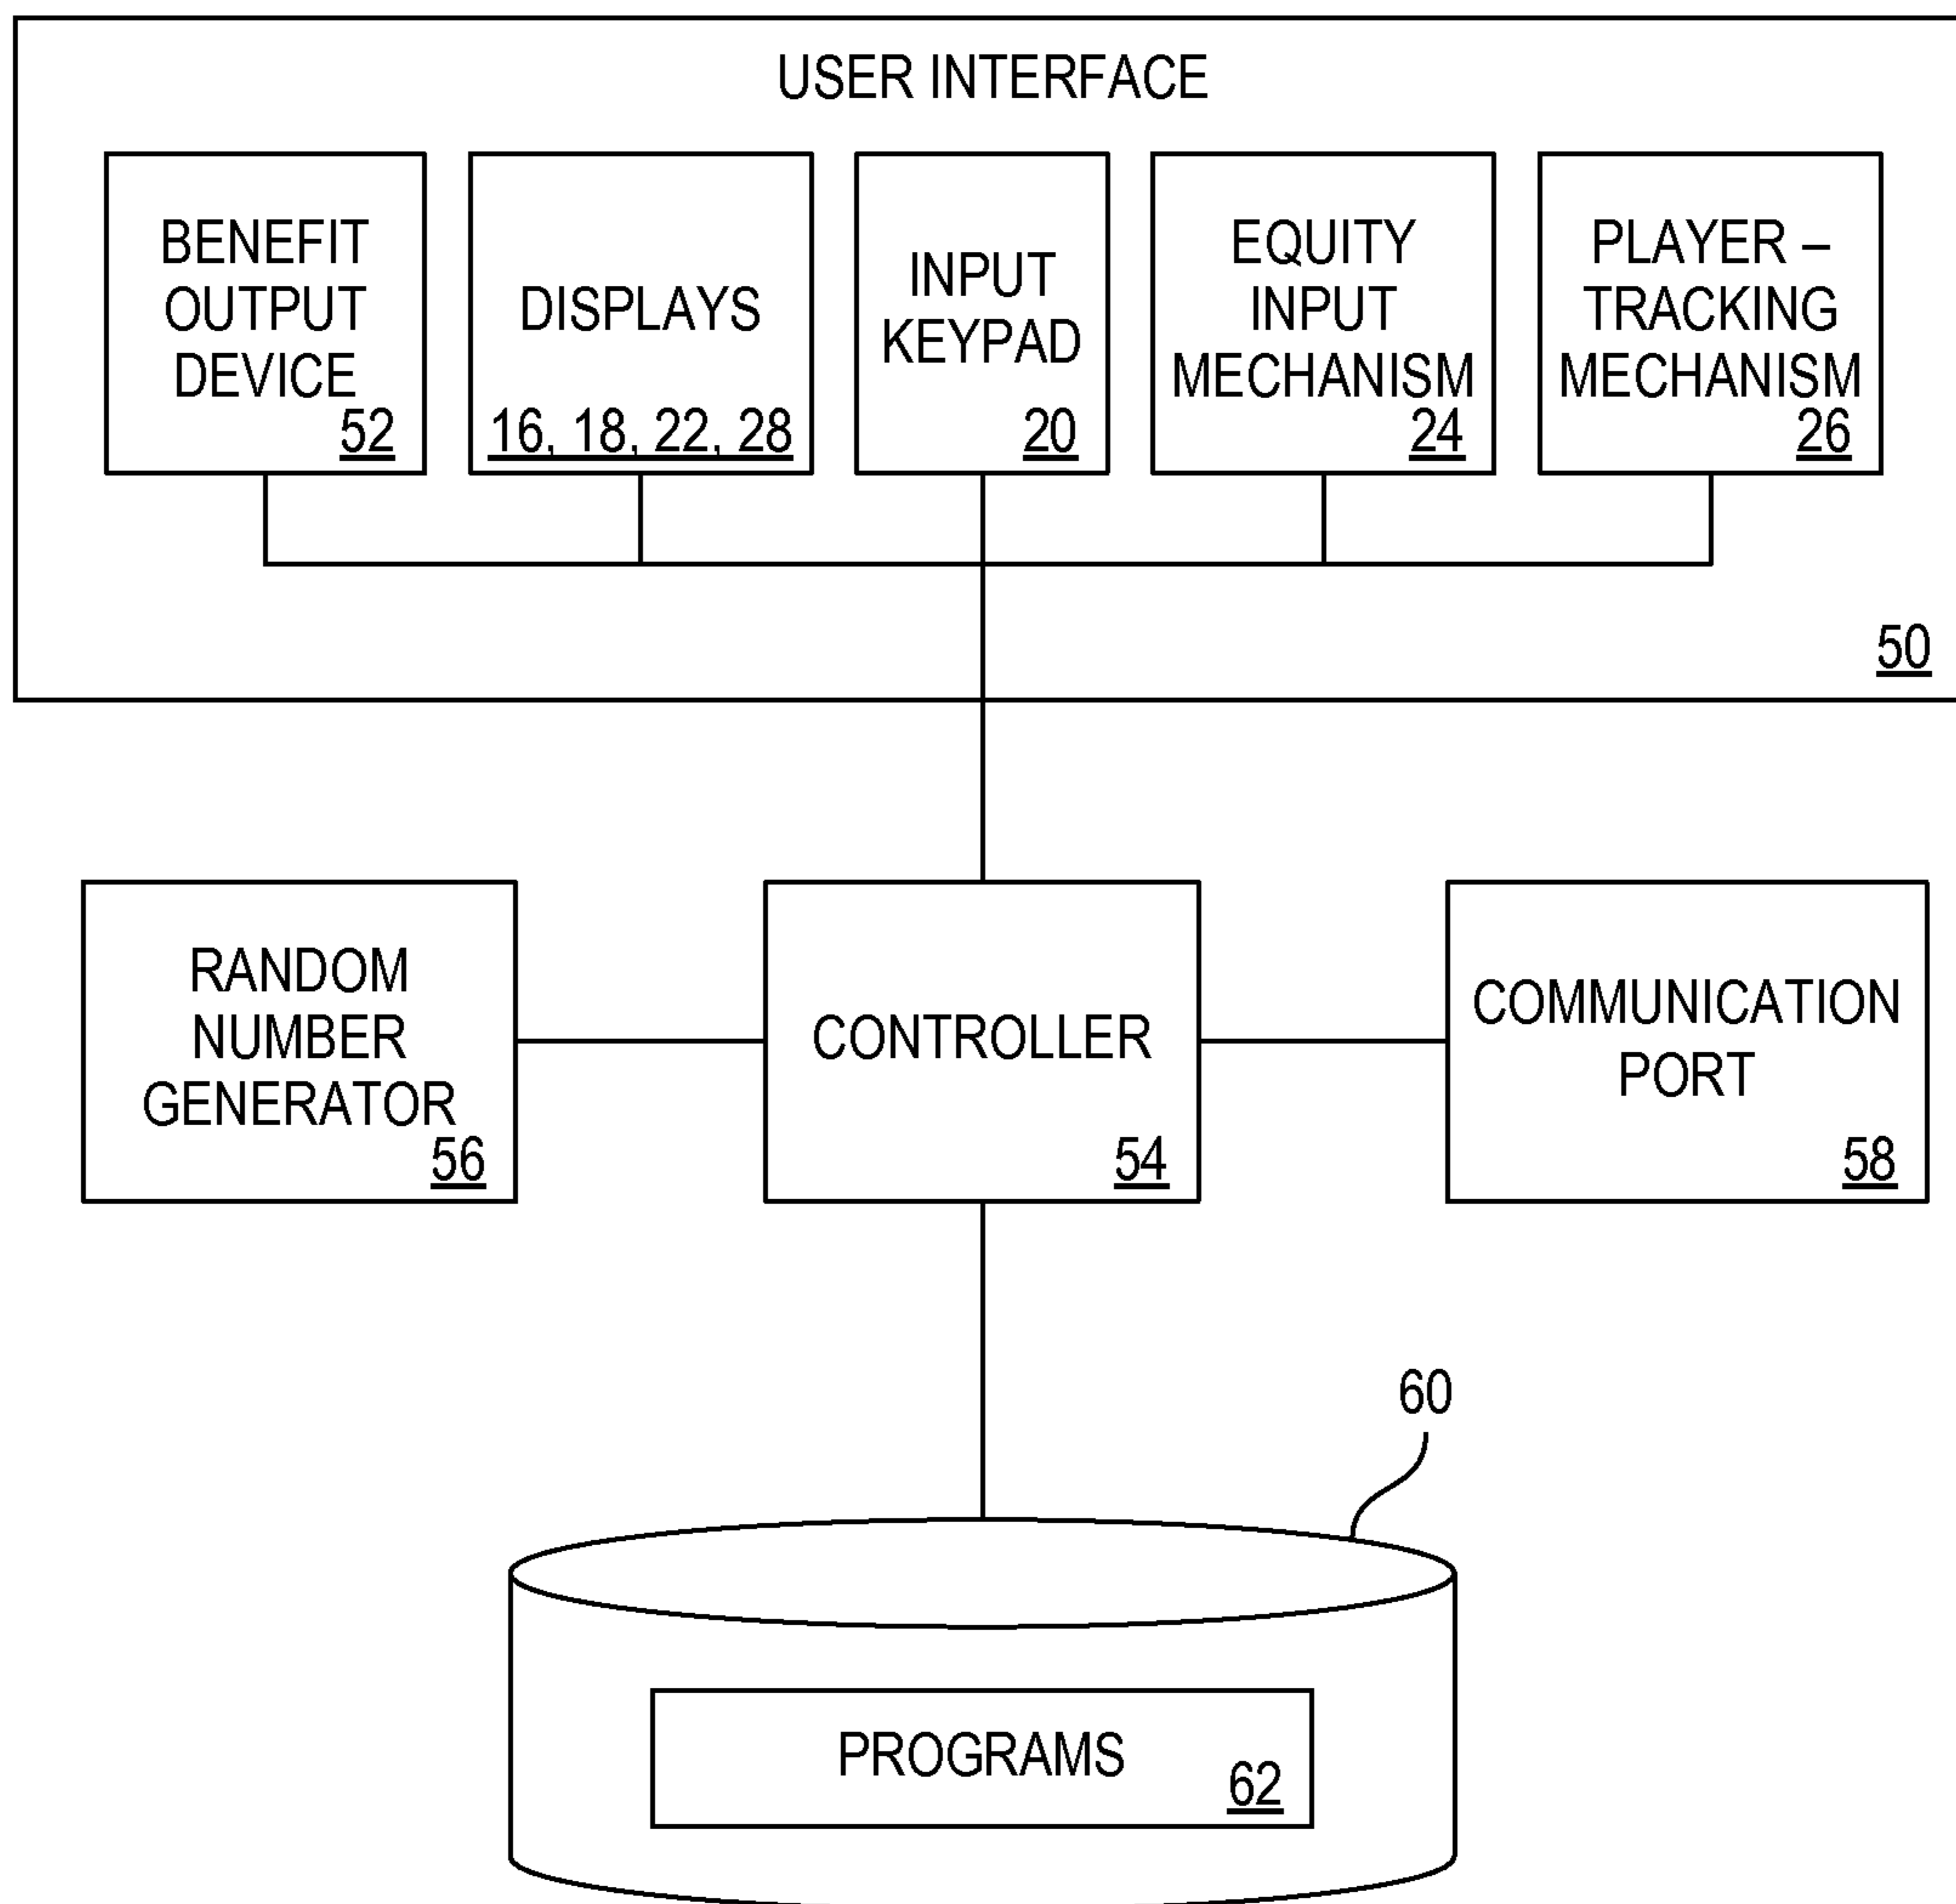 USER INTERFACE
BENEFIT
OUTPUT
DEVICE
52
DISPLAYS
16, 18, 22, 28
INPUT
KEYPAD
20
EQUITY
INPUT
MECHANISM
24
PLAYER –
TRACKING
MECHANISM
26
50
RANDOM
NUMBER
GENERATOR
56
CONTROLLER
54
COMMUNICATION
PORT
58
60
PROGRAMS
62